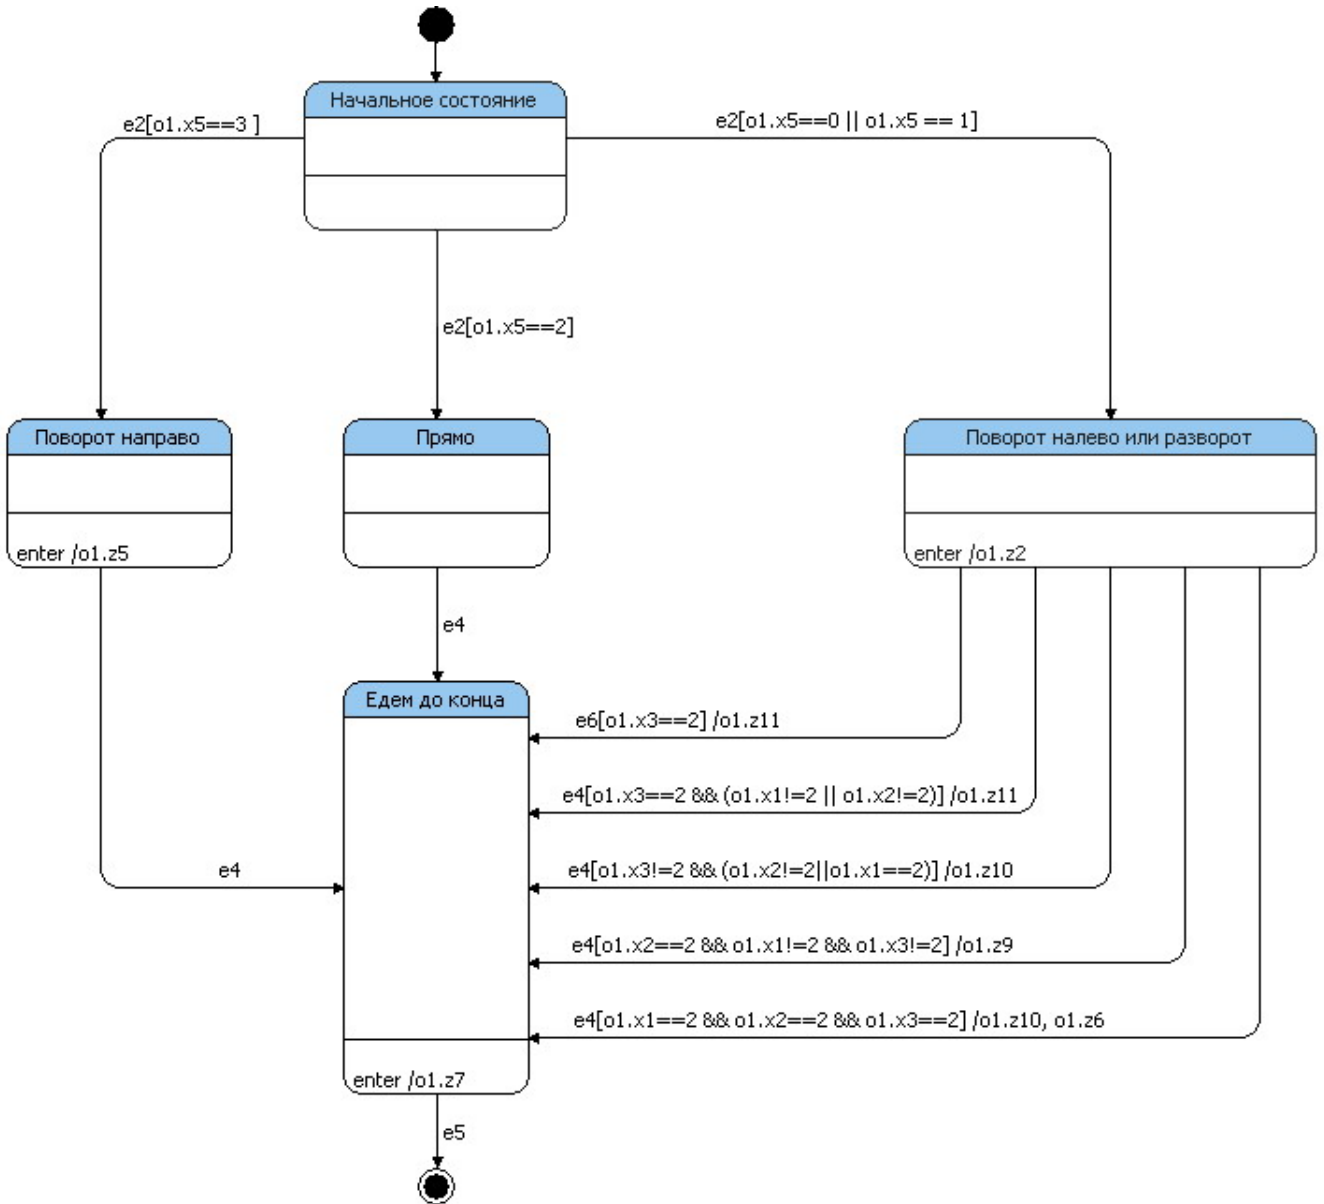 Начальное состояние
e2[o1.x5==3 ]
e2[o1.x5==0 || o1.x5 == 1]
e2[o1.x5==2]
Поворот направо
enter /o1.z5
Прямо
Поворот налево или разворот
enter /o1.z2
e4
Едем до конца
e6[o1.x3==2] /o1.z11
e4[o1.x3==2 && (o1.x1!=2 || o1.x2!=2)] /o1.z11
e4
e4[o1.x3!=2 && (o1.x2!=2||o1.x1==2)] /o1.z10
e4[o1.x2==2 && o1.x1!=2 && o1.x3!=2] /o1.z9
e4[o1.x1==2 && o1.x2==2 && o1.x3==2] /o1.z10, o1.z6
enter /o1.z7
e5